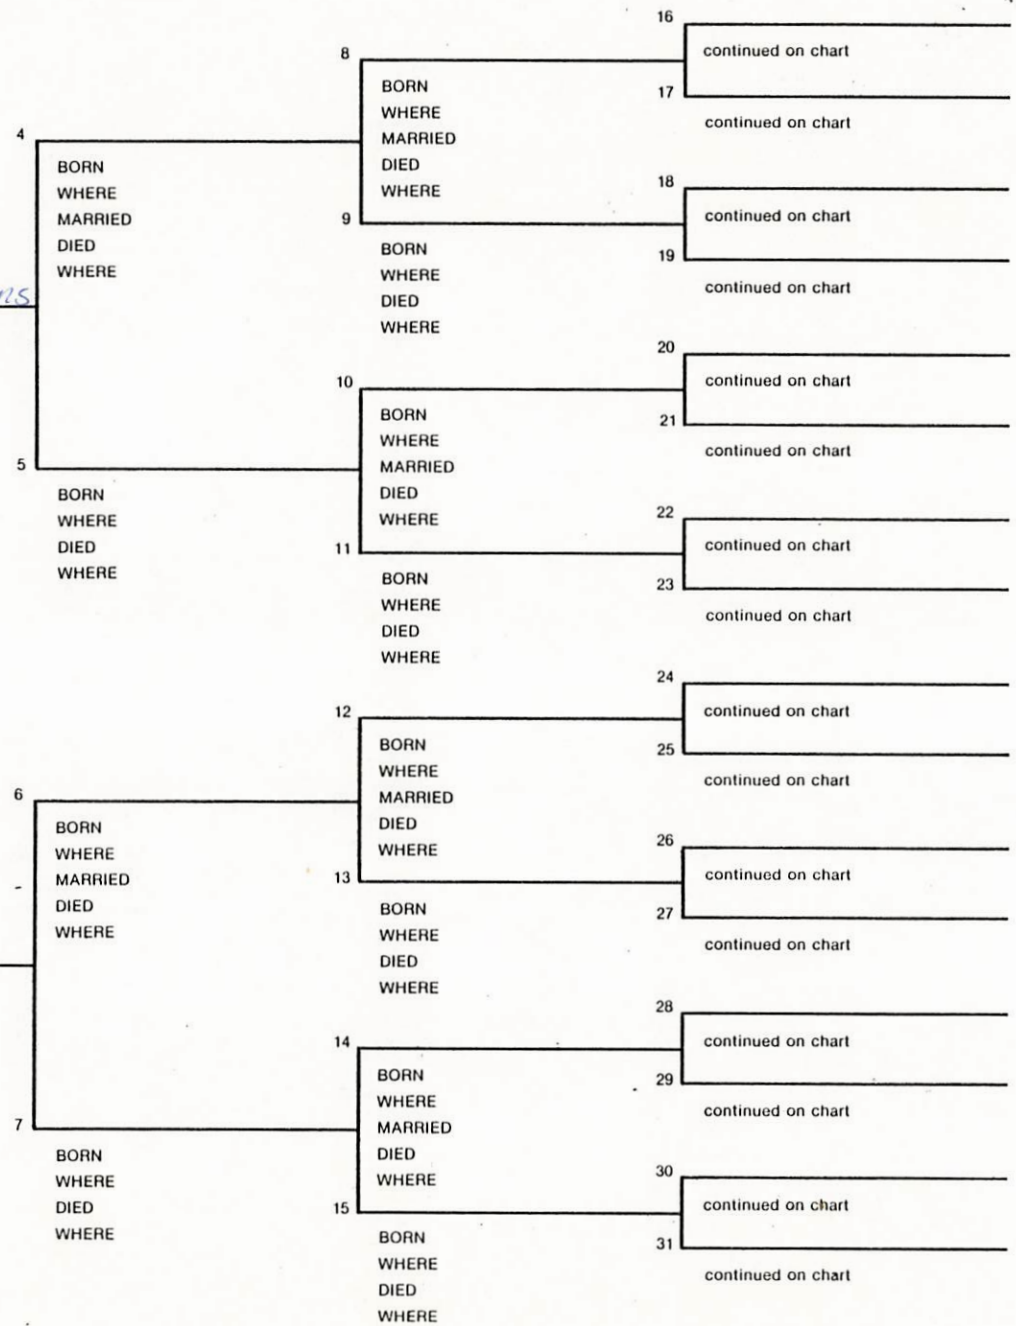 16
continued on chart
8
BORN
WHERE
MARRIED
DIED
WHERE
17
continued on chart
4
BORN
WHERE
MARRIED
DIED
WHERE
18
continued on chart
9
BORN
WHERE
DIED
WHERE
19
continued on chart
20
continued on chart
10
BORN
WHERE
MARRIED
DIED
WHERE
21
continued on chart
5
BORN
WHERE
DIED
WHERE
22
continued on chart
11
BORN
WHERE
DIED
WHERE
23
continued on chart
24
continued on chart
12
BORN
WHERE
MARRIED
DIED
WHERE
25
continued on chart
6
BORN
WHERE
MARRIED
DIED
WHERE
26
continued on chart
13
BORN
WHERE
DIED
WHERE
27
continued on chart
28
continued on chart
14
BORN
WHERE
MARRIED
DIED
WHERE
29
continued on chart
7
BORN
WHERE
DIED
WHERE
30
continued on chart
15
BORN
WHERE
DIED
WHERE
31
continued on chart